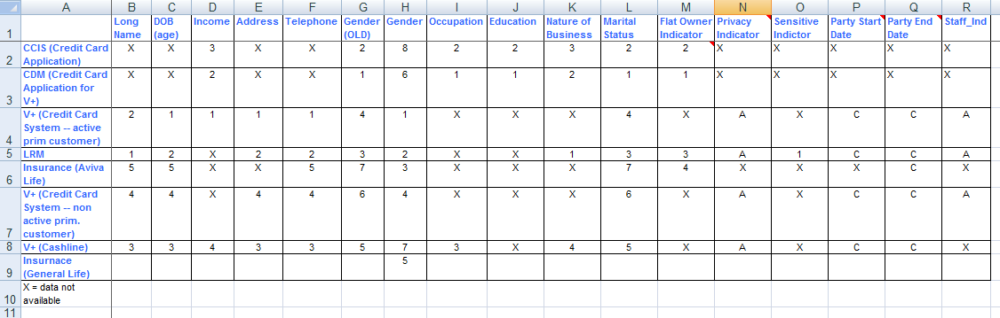 A B C D E F G H I J K L M N O P Q R
1 Long Name DOB (age) Income Address Telephone Gender (OLD) Gender Occupation Education Nature of Business Marital Status Flat Owner Indicator Privacy Indicator Sensitive Indictor Party Start Date Party End Date Staff_Ind
2 CCIS (Credit Card Application) X X 3 X X 2 8 2 2 3 2 2 X X X X X
3 CDM (Credit Card Application for V+) X X 2 X X 1 6 1 1 2 1 1 X X X X X
4 V+ (Credit Card System -- active prim customer) 2 1 1 1 1 4 1 X X X 4 X A X C C A
5 LRM 1 2 X 2 2 3 2 X X 1 3 3 A 1 C C A
6 Insurance (Aviva Life) 5 5 X X 5 7 3 X X X 7 4 X X X C X
7 V+ (Credit Card System -- non active prim. customer) 4 4 X 4 4 6 4 X X X 6 X A X C C A
8 V+ (Cashline) 3 3 4 3 3 5 7 3 X 4 5 X A X C C X
9 Insurnace (General Life) 5
10 X = data not available
11